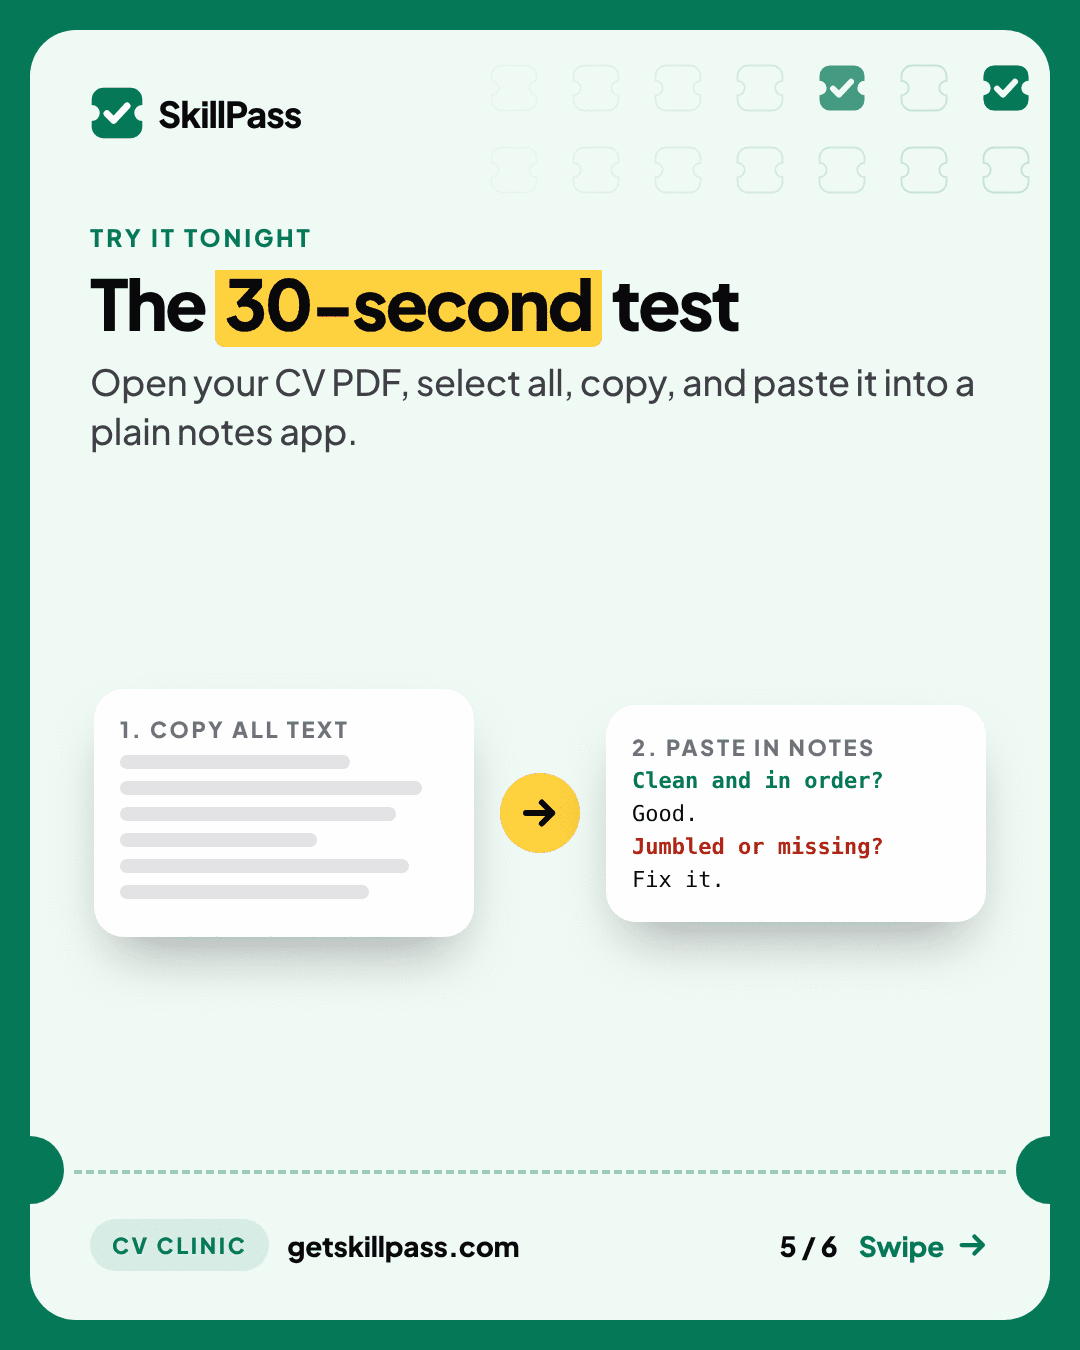 SkillPass
TRY IT TONIGHT
The 30-second test
Open your CV PDF, select all, copy, and paste it into a
plain notes app.
1. COPY ALL TEXT
2. PASTE IN NOTES
Clean and in order?
Good.
Jumbled or missing?
Fix it.
CV CLINIC
getskillpass.com
5 / 6
Swipe →